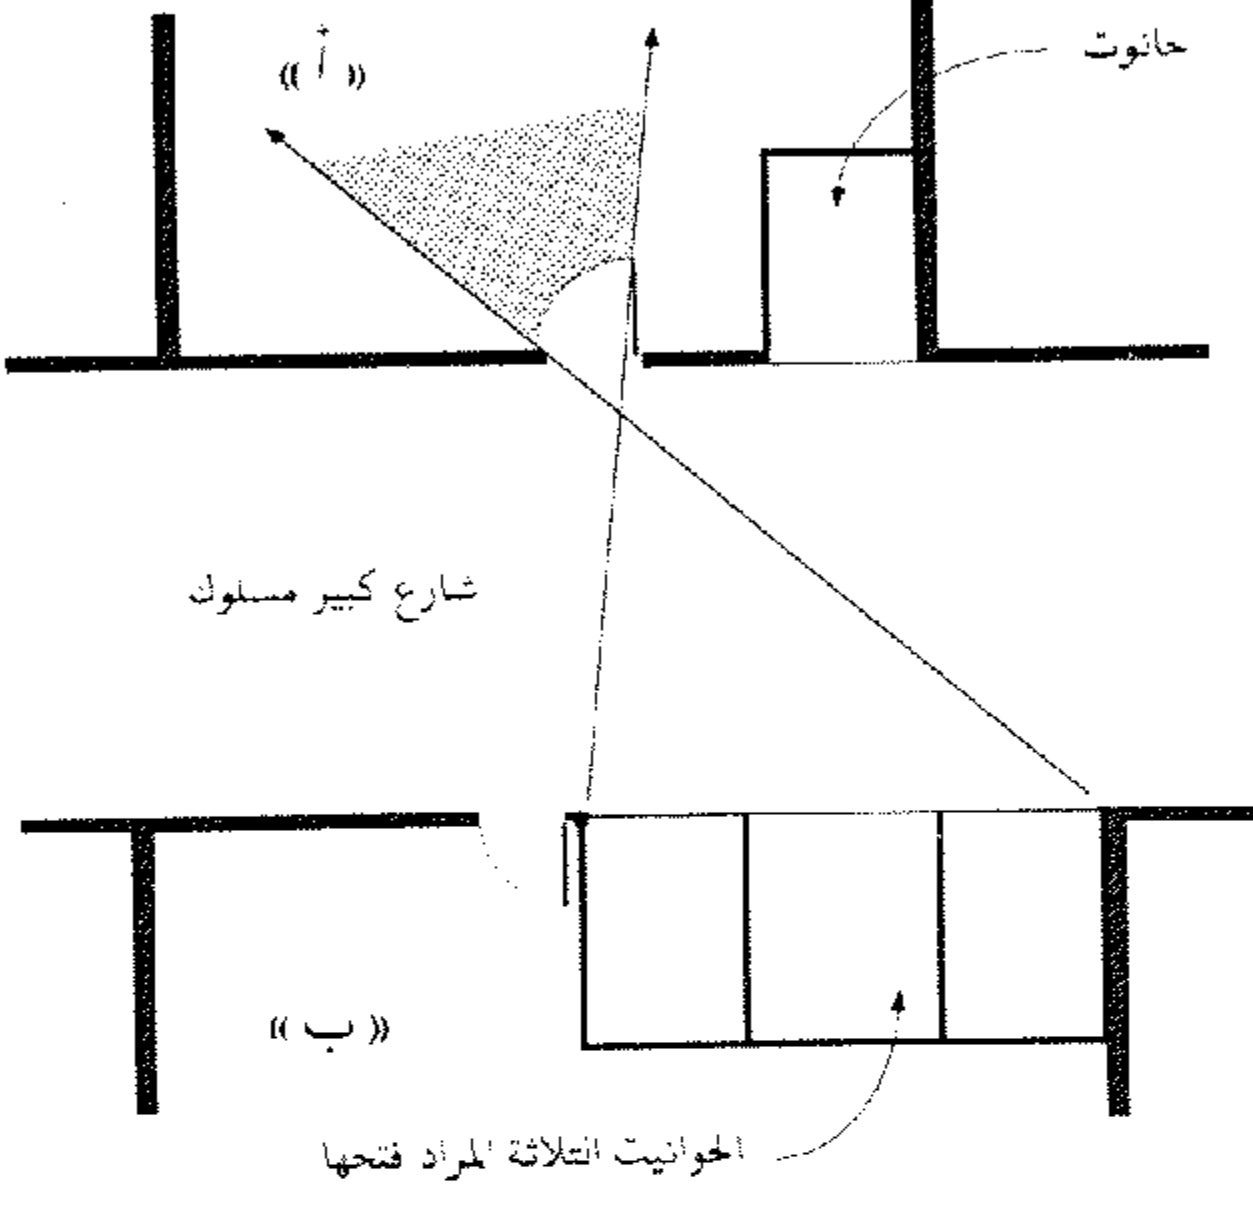 حانوت
(( أ ))
شارع كبير مسلوك
(( ب ))
الحوانيت الثلاثة المراد فتحها